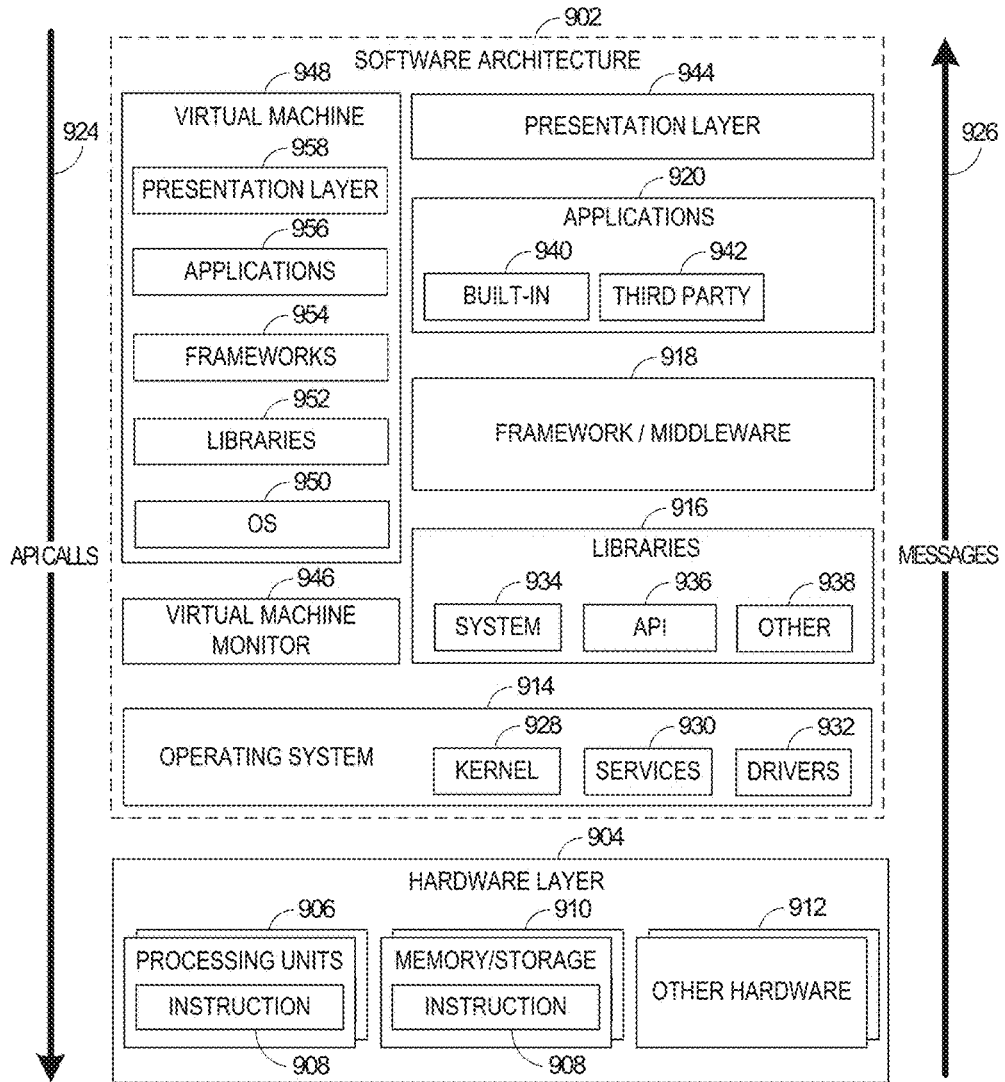 902
SOFTWARE ARCHITECTURE
924
926
948
VIRTUAL MACHINE
958
PRESENTATION LAYER
956
APPLICATIONS
954
FRAMEWORKS
952
LIBRARIES
950
OS
946
VIRTUAL MACHINE
MONITOR
944
PRESENTATION LAYER
920
APPLICATIONS
940
BUILT-IN
942
THIRD PARTY
918
FRAMEWORK / MIDDLEWARE
916
LIBRARIES
934
SYSTEM
936
API
938
OTHER
API CALLS
MESSAGES
914
OPERATING SYSTEM
928
KERNEL
930
SERVICES
932
DRIVERS
904
HARDWARE LAYER
906
PROCESSING UNITS
INSTRUCTION
908
910
MEMORY/STORAGE
INSTRUCTION
908
912
OTHER HARDWARE